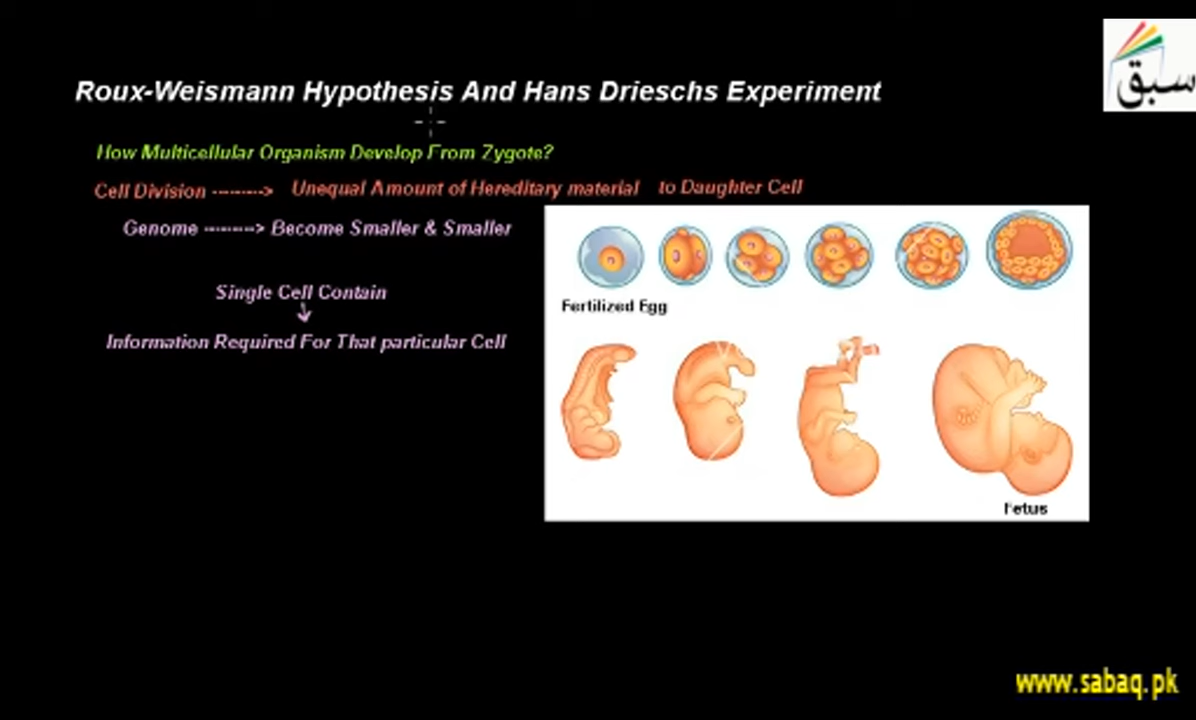 سبق
Roux-Weismann Hypothesis And Hans Drieschs Experiment
How Multicellular Organism Develop From Zygote?
Cell Division ---------> Unequal Amount of Hereditary material to Daughter Cell
Genome ---------> Become Smaller & Smaller
Single Cell Contain
Information Required For That particular Cell
Fertilized Egg
Fetus
www.sabaq.pk